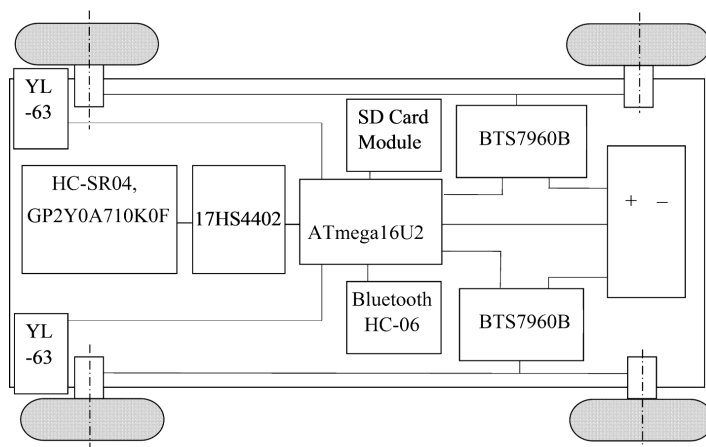 YL
-63
SD Card
Module
BTS7960B
HC-SR04,
GP2Y0A710K0F
17HS4402
ATmega16U2
+ –
Bluetooth
HC-06
BTS7960B
YL
-63